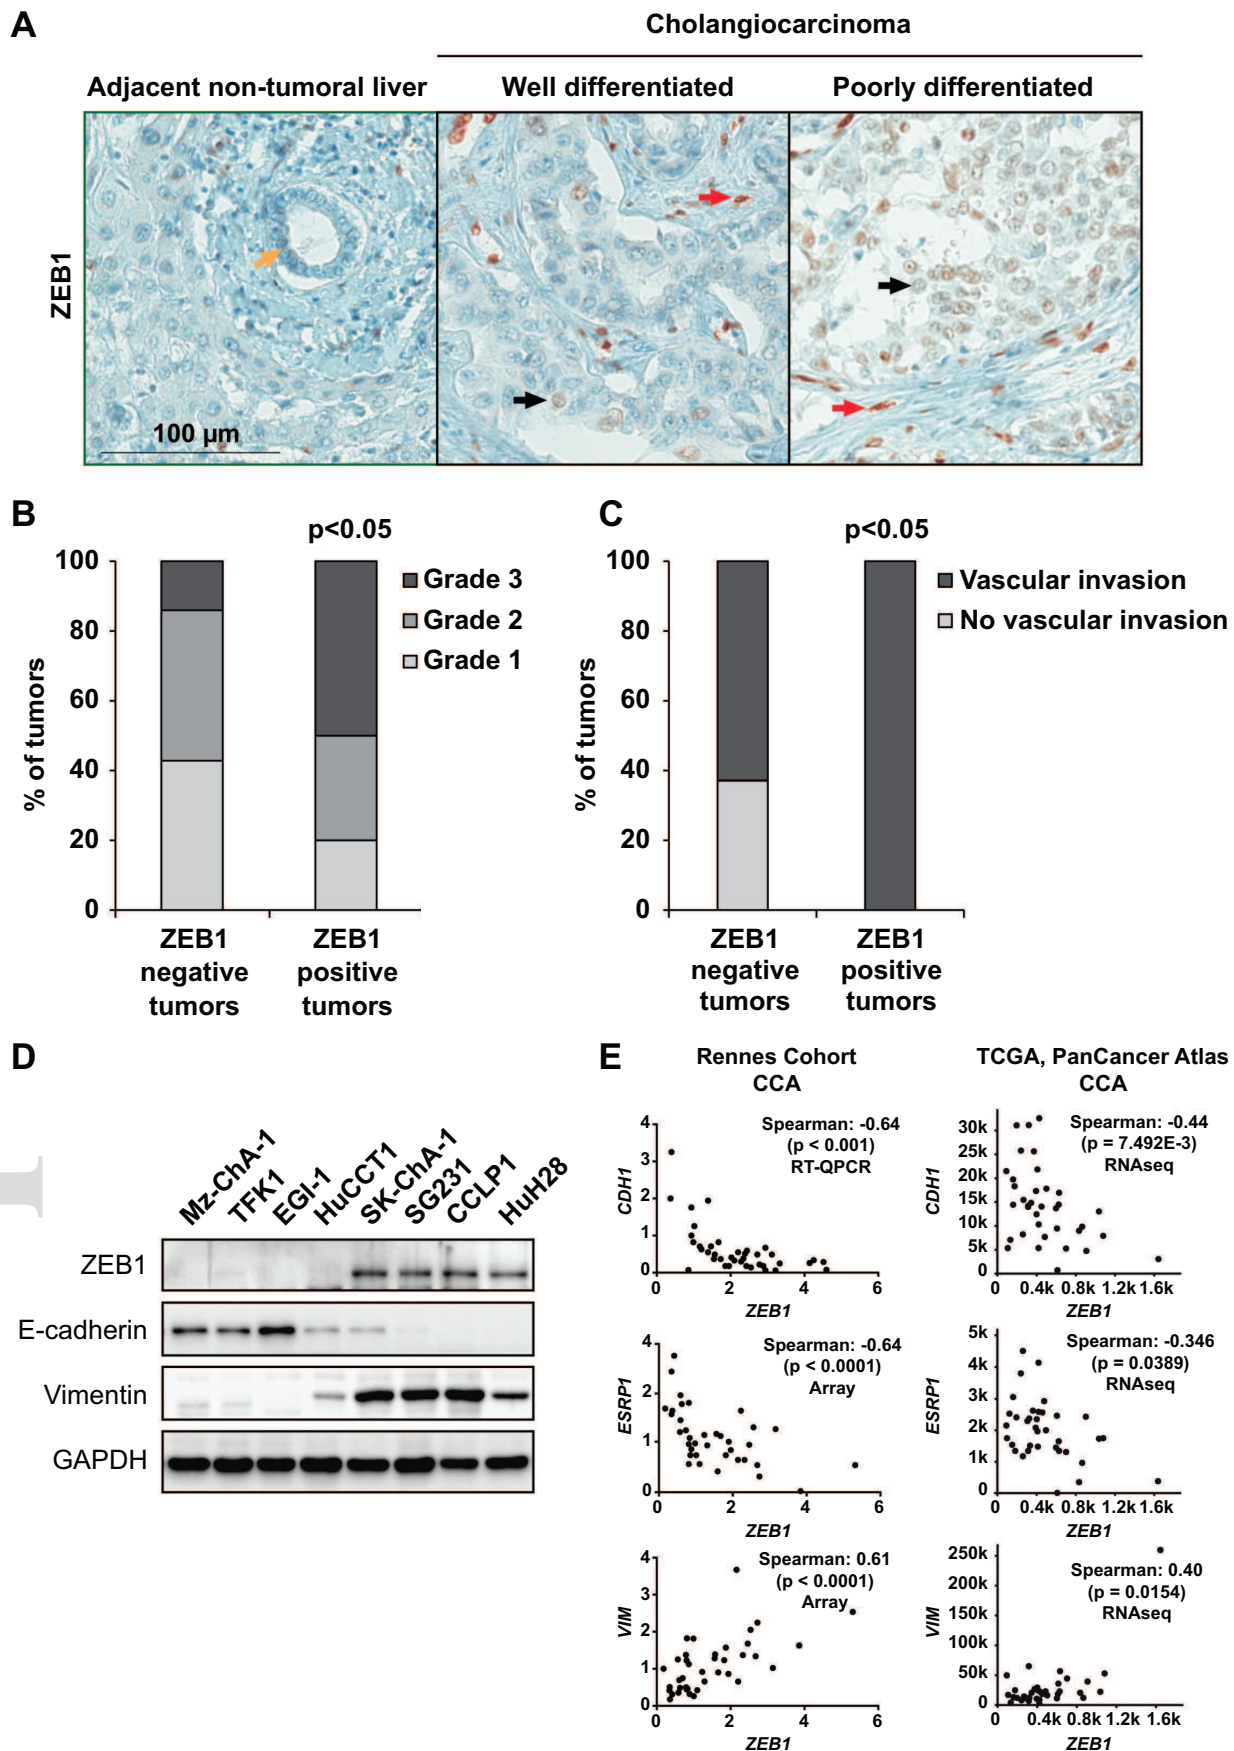 A
Cholangiocarcinoma
Adjacent non-tumoral liver
Well differentiated
Poorly differentiated
ZEB1
100 µm
B
p<0.05
% of tumors
100
80
60
40
20
0
Grade 3
Grade 2
Grade 1
ZEB1
negative
tumors
ZEB1
positive
tumors
C
p<0.05
% of tumors
100
80
60
40
20
0
Vascular invasion
No vascular invasion
ZEB1
negative
tumors
ZEB1
positive
tumors
D
Mz-ChA-1
TFK1
EGI-1
HuCCT1
SK-ChA-1
SG231
CCLP1
HuH28
ZEB1
E-cadherin
Vimentin
GAPDH
E
Rennes Cohort
CCA
TCGA, PanCancer Atlas
CCA
Spearman: -0.64
(p < 0.001)
RT-QPCR
CDH1
4
2
0
0 2 4 6
ZEB1
Spearman: -0.44
(p = 7.492E-3)
RNAseq
CDH1
30k
25k
20k
15k
10k
5k
0
0 0.4k 0.8k 1.2k 1.6k
ZEB1
Spearman: -0.64
(p < 0.0001)
Array
ESRP1
4
2
1
0
0 2 4 6
ZEB1
Spearman: -0.346
(p = 0.0389)
RNAseq
ESRP1
5k
4k
3k
2k
1k
0
0 0.4k 0.8k 1.2k 1.6k
ZEB1
Spearman: 0.61
(p < 0.0001)
Array
VIM
4
2
1
0
0 2 4 6
ZEB1
Spearman: 0.40
(p = 0.0154)
RNAseq
VIM
250k
200k
150k
100k
50k
0
0 0.4k 0.8k 1.2k 1.6k
ZEB1